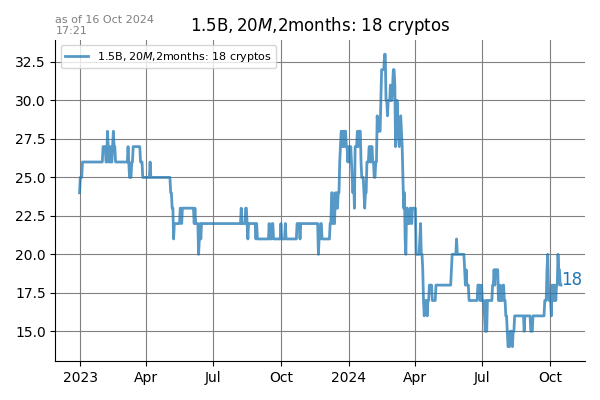 as of 16 Oct 2024
17:21
1.5B, 20M,2months: 18 cryptos
1.5B, 20M,2months: 18 cryptos
32.5
30.0
27.5
25.0
22.5
20.0
17.5
15.0
18
2023 Apr Jul Oct 2024 Apr Jul Oct